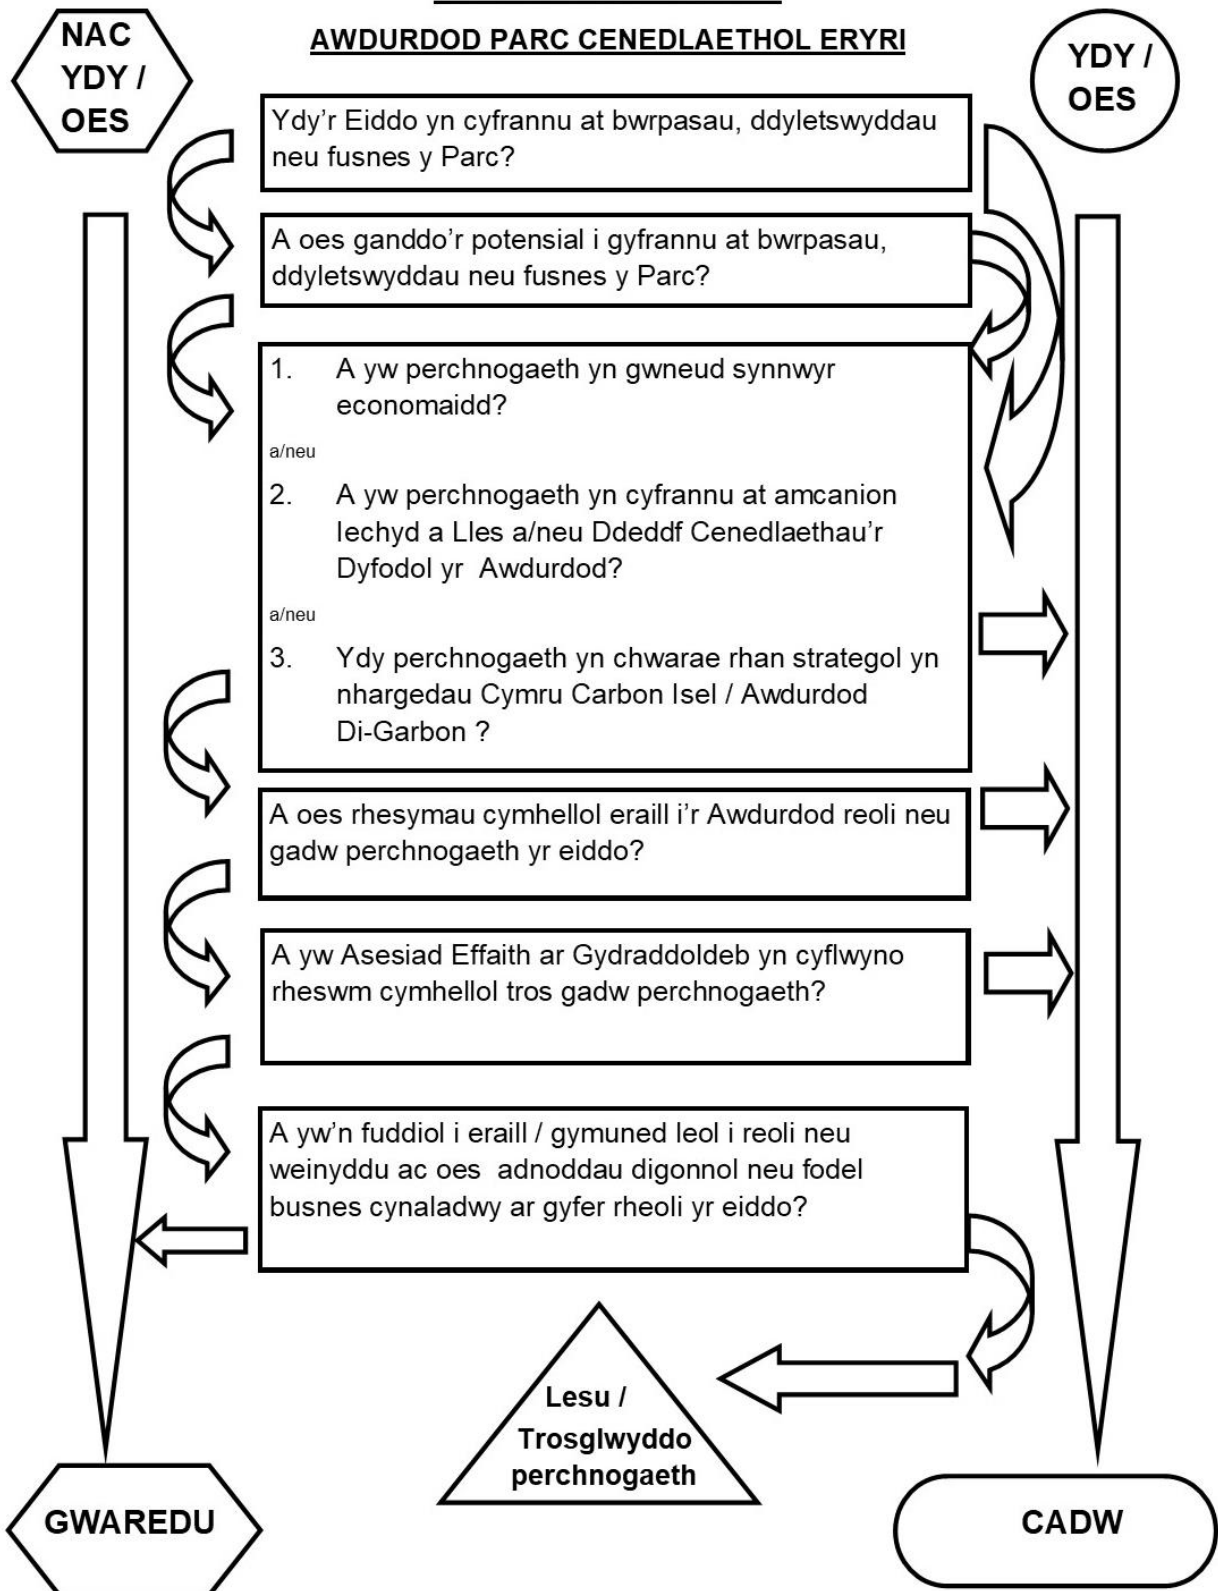 NAC
YDY /
OES
AWDURDOD PARC CENEDLAETHOL ERYRI
YDY /
OES
Ydy'r Eiddo yn cyfrannu at bwrpasau, ddyletswyddau
neu fusnes y Parc?
A oes ganddo'r potensial i gyfrannu at bwrpasau,
ddyletswyddau neu fusnes y Parc?
1. A yw perchnogaeth yn gwneud synnwyr
economaidd?
a/neu
2. A yw perchnogaeth yn cyfrannu at amcanion
Iechyd a Lles a/neu Ddeddf Cenedlaethau'r
Dyfodol yr Awdurdod?
a/neu
3. Ydy perchnogaeth yn chwarae rhan strategol yn
nhargedau Cymru Carbon Isel / Awdurdod
Di-Garbon ?
A oes rhesymau cymhellol eraill i'r Awdurdod reoli neu
gadw perchnogaeth yr eiddo?
A yw Asesiad Effaith ar Gydraddoldeb yn cyflwyno
rheswm cymhellol tros gadw perchnogaeth?
A yw'n fuddiol i eraill / gymuned leol i reoli neu
weinyddu ac oes adnoddau digonnol neu fodel
busnes cynaladwy ar gyfer rheoli yr eiddo?
Lesu /
Trosglwyddo
perchnogaeth
GWAREDU
CADW